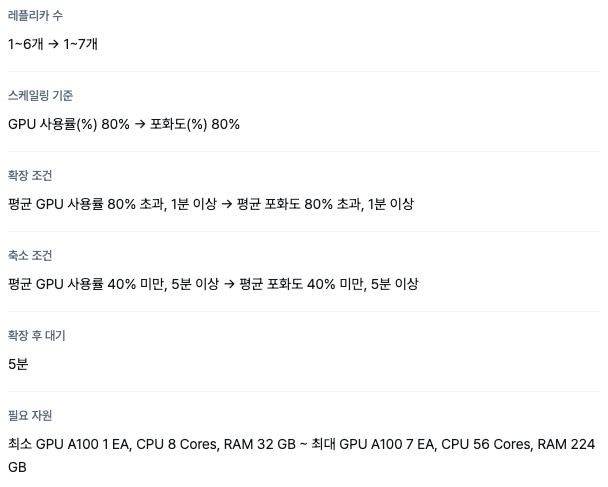 레플리카 수
1~6개 → 1~7개
스케일링 기준
GPU 사용률(%) 80% → 포화도(%) 80%
확장 조건
평균 GPU 사용률 80% 초과, 1분 이상 → 평균 포화도 80% 초과, 1분 이상
축소 조건
평균 GPU 사용률 40% 미만, 5분 이상 → 평균 포화도 40% 미만, 5분 이상
확장 후 대기
5분
필요 자원
최소 GPU A100 1 EA, CPU 8 Cores, RAM 32 GB ~ 최대 GPU A100 7 EA, CPU 56 Cores, RAM 224
GB